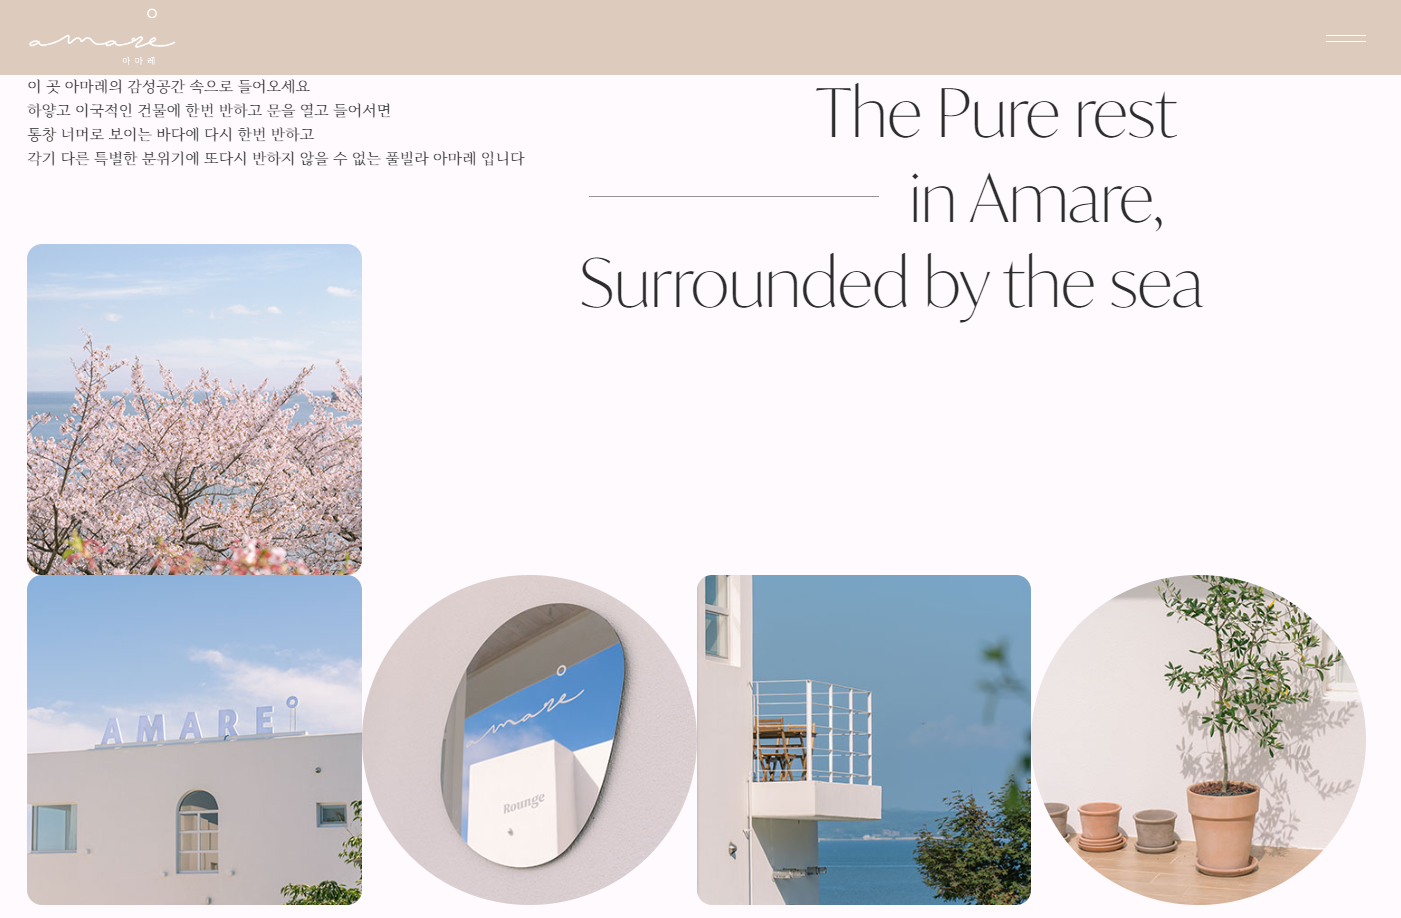 amare
아마레
이 곳 아마레의 감성공간 속으로 들어오세요
하얗고 이국적인 건물에 한번 반하고 문을 열고 들어서면
통창 너머로 보이는 바다에 다시 한번 반하고
각기 다른 특별한 분위기에 또다시 반하지 않을 수 없는 풀빌라 아마레 입니다
The Pure rest
in Amare,
Surrounded by the sea
AMARE
amare
Rounge